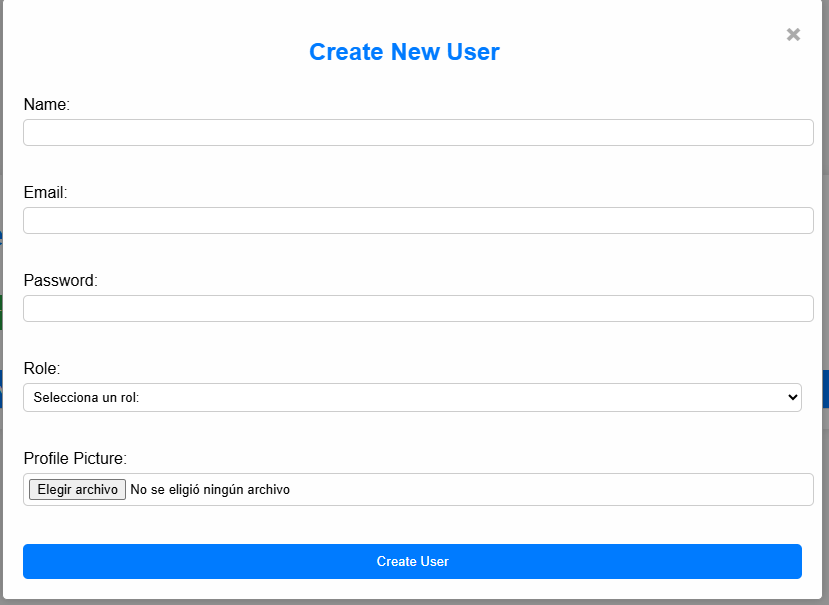 Create New User
×
Name:
Email:
Password:
Role:
Selecciona un rol:
Profile Picture:
Elegir archivo No se eligió ningún archivo
Create User